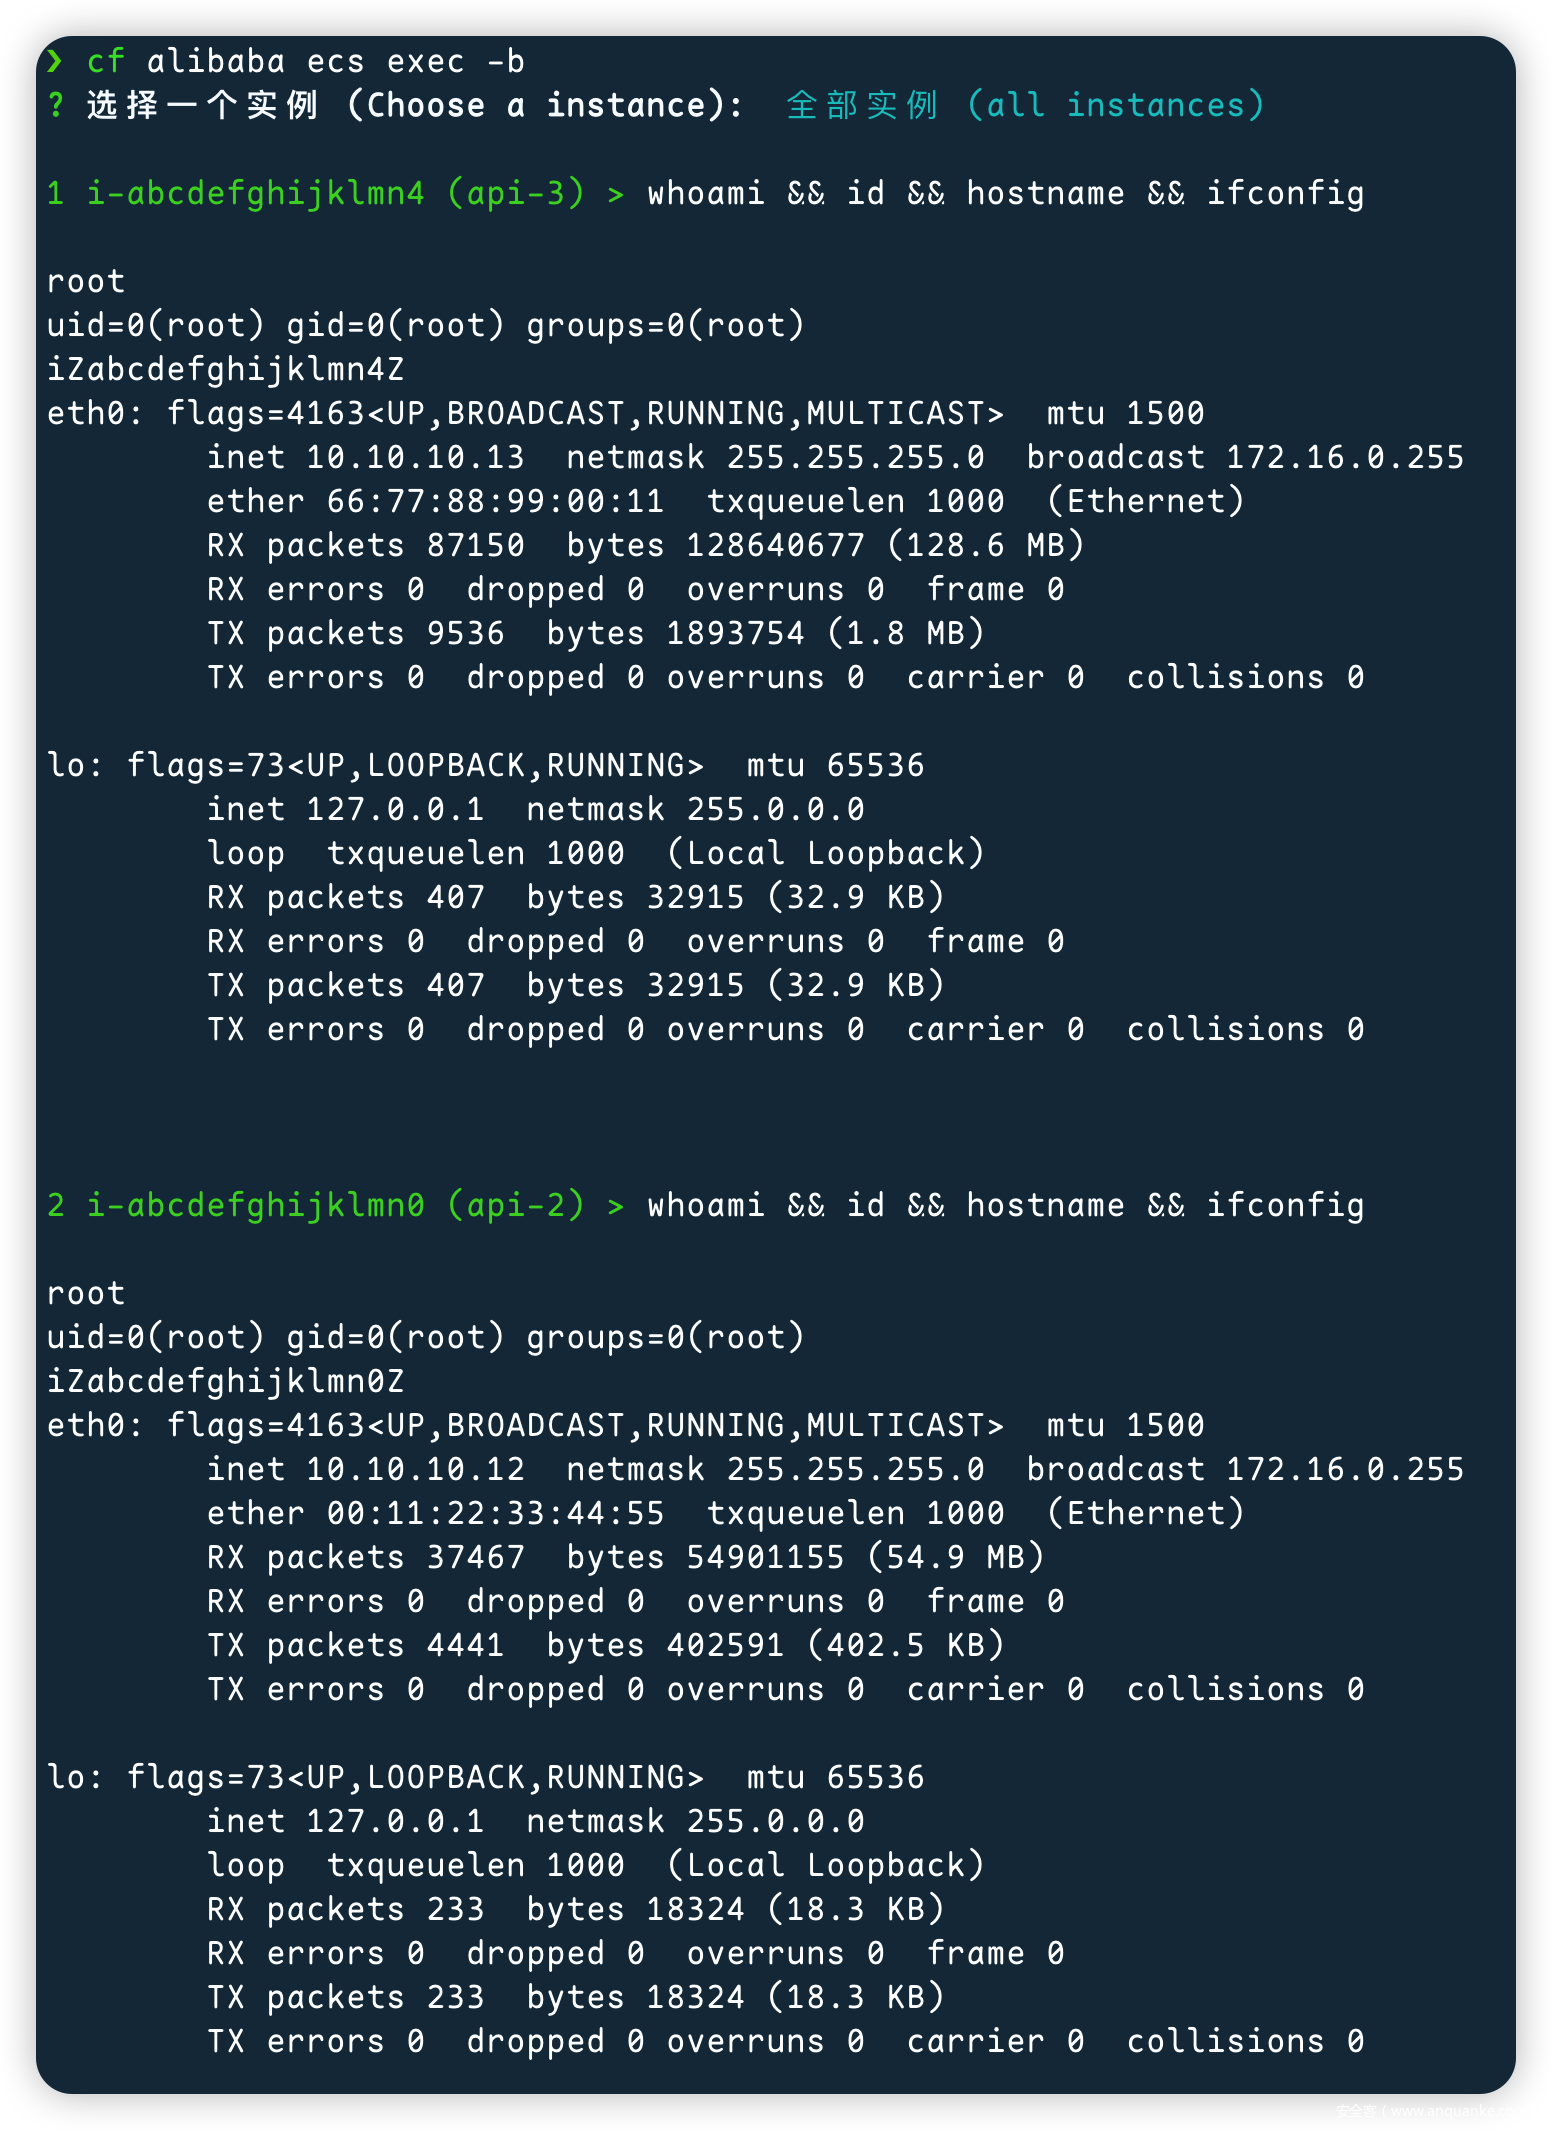 ❯ cf alibaba ecs exec -b
? 选择一个实例 (Choose a instance):  全部实例 (all instances)
1 i-abcdefghijklmn4 (api-3) > whoami && id && hostname && ifconfig
root
uid=0(root) gid=0(root) groups=0(root)
iZabcdefghijklmn4Z
eth0: flags=4163<UP,BROADCAST,RUNNING,MULTICAST>  mtu 1500
        inet 10.10.10.13  netmask 255.255.255.0  broadcast 172.16.0.255
        ether 66:77:88:99:00:11  txqueuelen 1000  (Ethernet)
        RX packets 87150  bytes 128640677 (128.6 MB)
        RX errors 0  dropped 0  overruns 0  frame 0
        TX packets 9536  bytes 1893754 (1.8 MB)
        TX errors 0  dropped 0 overruns 0  carrier 0  collisions 0
lo: flags=73<UP,LOOPBACK,RUNNING>  mtu 65536
        inet 127.0.0.1  netmask 255.0.0.0
        loop  txqueuelen 1000  (Local Loopback)
        RX packets 407  bytes 32915 (32.9 KB)
        RX errors 0  dropped 0  overruns 0  frame 0
        TX packets 407  bytes 32915 (32.9 KB)
        TX errors 0  dropped 0 overruns 0  carrier 0  collisions 0
2 i-abcdefghijklmn0 (api-2) > whoami && id && hostname && ifconfig
root
uid=0(root) gid=0(root) groups=0(root)
iZabcdefghijklmn0Z
eth0: flags=4163<UP,BROADCAST,RUNNING,MULTICAST>  mtu 1500
        inet 10.10.10.12  netmask 255.255.255.0  broadcast 172.16.0.255
        ether 00:11:22:33:44:55  txqueuelen 1000  (Ethernet)
        RX packets 37467  bytes 54901155 (54.9 MB)
        RX errors 0  dropped 0  overruns 0  frame 0
        TX packets 4441  bytes 402591 (402.5 KB)
        TX errors 0  dropped 0 overruns 0  carrier 0  collisions 0
lo: flags=73<UP,LOOPBACK,RUNNING>  mtu 65536
        inet 127.0.0.1  netmask 255.0.0.0
        loop  txqueuelen 1000  (Local Loopback)
        RX packets 233  bytes 18324 (18.3 KB)
        RX errors 0  dropped 0  overruns 0  frame 0
        TX packets 233  bytes 18324 (18.3 KB)
        TX errors 0  dropped 0 overruns 0  carrier 0  collisions 0
安全客